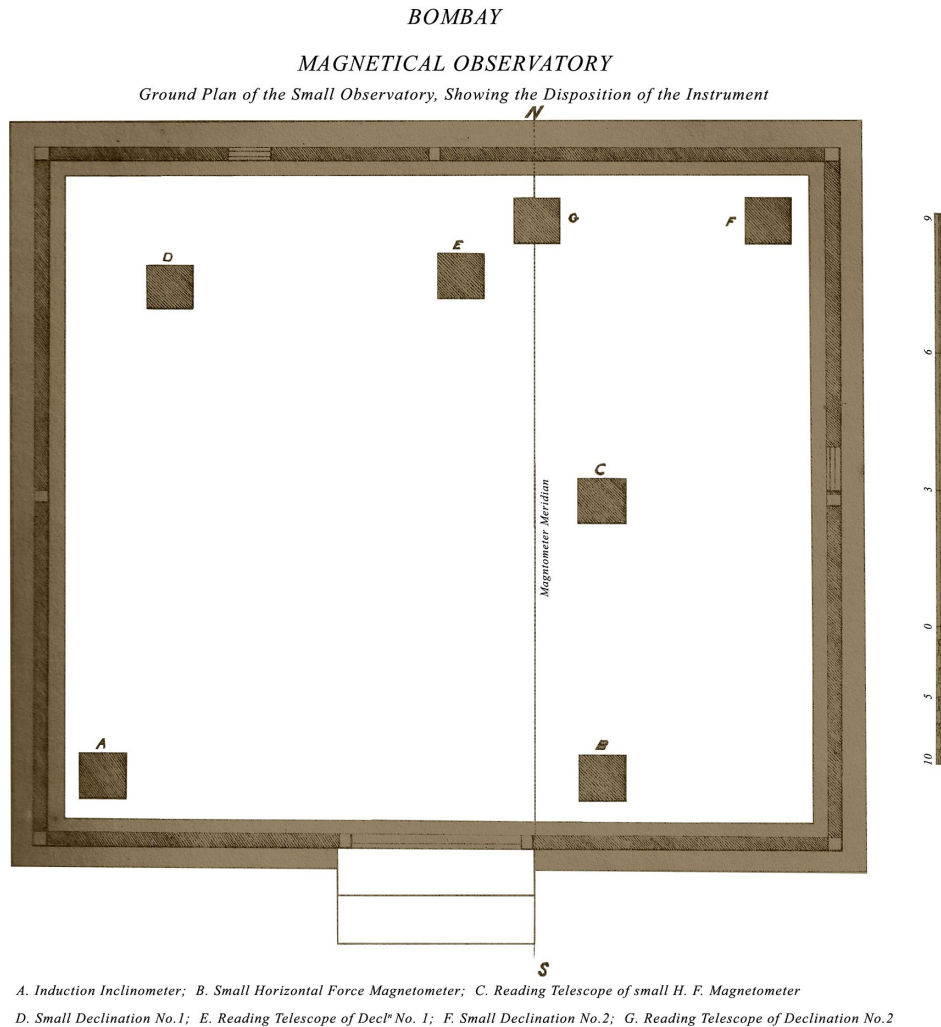 BOMBAY
MAGNETICAL OBSERVATORY
Ground Plan of the Small Observatory, Showing the Disposition of the Instrument
N
G
F
E
D
9
6
C
Magntometer Meridian
3
0
5
A
B
10
S
A. Induction Inclinometer; B. Small Horizontal Force Magnetometer; C. Reading Telescope of small H. F. Magnetometer
D. Small Declination No.1; E. Reading Telescope of Declⁿ No. 1; F. Small Declination No.2; G. Reading Telescope of Declination No.2